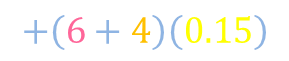 +(6 + 4)(0.15)